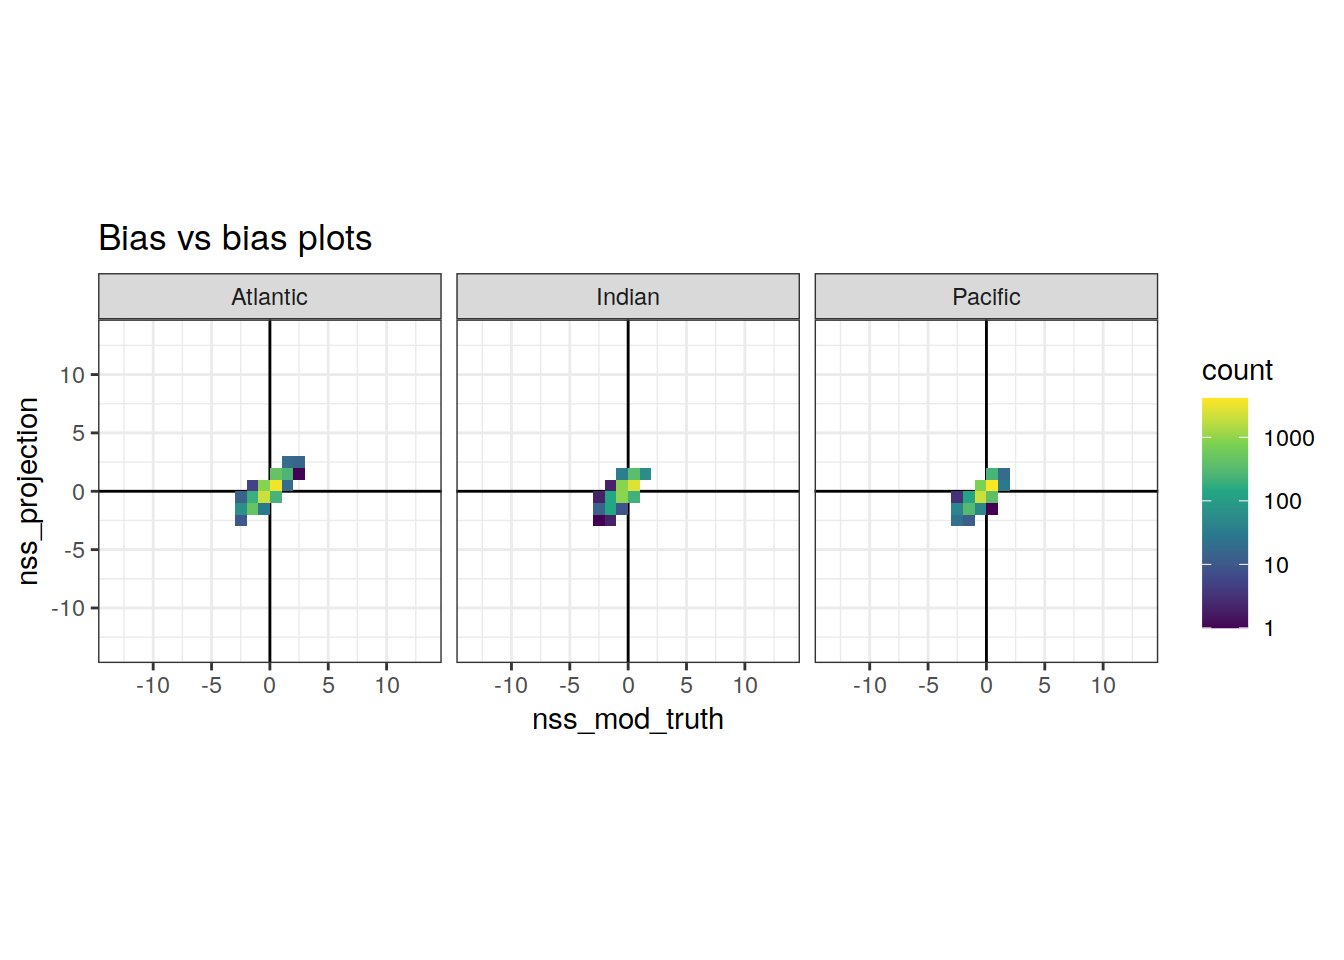 Bias vs bias plots
Atlantic
Indian
Pacific
nss_projection
10
5
0
-5
-10
-10 -5 0 5 10
-10 -5 0 5 10
-10 -5 0 5 10
nss_mod_truth
count
1000
100
10
1